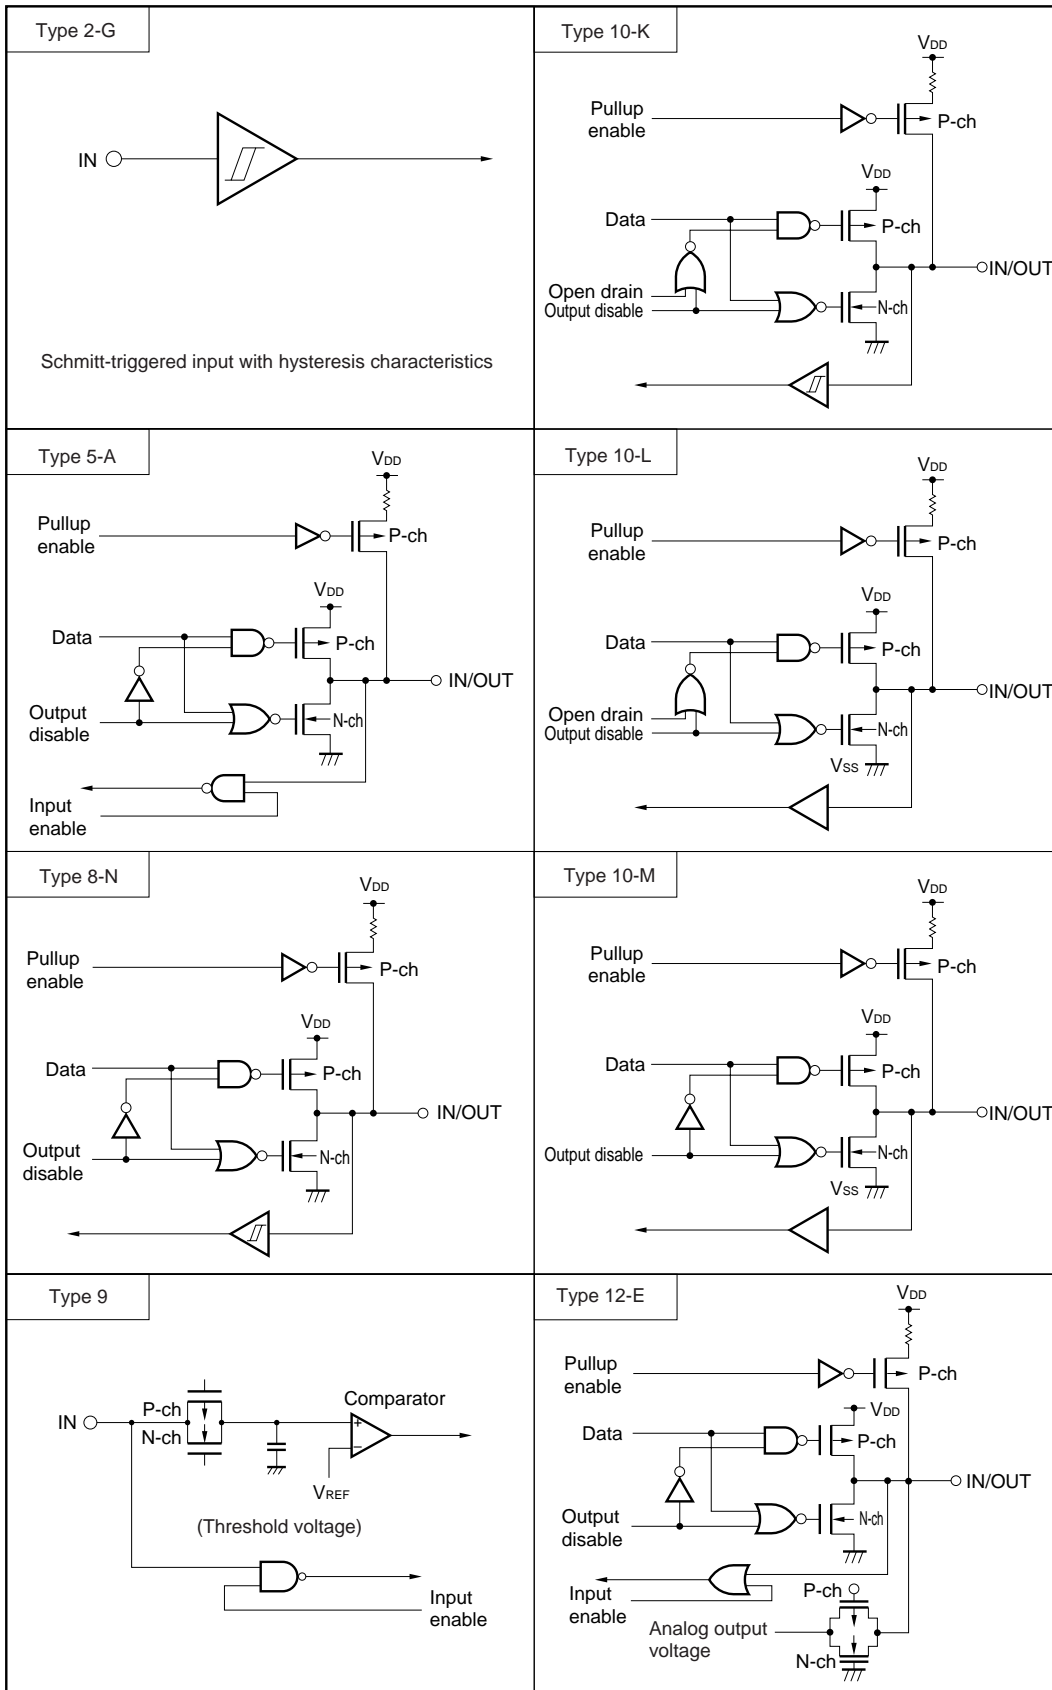 Type 2-G
IN
Schmitt-triggered input with hysteresis characteristics
Type 10-K
VDD
Pullup
enable
P-ch
VDD
Data
P-ch
IN/OUT
Open drain
Output disable
N-ch
Type 5-A
VDD
Pullup
enable
P-ch
VDD
Data
P-ch
IN/OUT
Output
disable
N-ch
Input
enable
Type 10-L
VDD
Pullup
enable
P-ch
VDD
Data
P-ch
IN/OUT
Open drain
Output disable
N-ch
VSS
Type 8-N
VDD
Pullup
enable
P-ch
VDD
Data
P-ch
IN/OUT
Output
disable
N-ch
Type 10-M
VDD
Pullup
enable
P-ch
VDD
Data
P-ch
IN/OUT
Output disable
N-ch
VSS
Type 9
Comparator
P-ch
IN
N-ch
+
−
VREF
(Threshold voltage)
Input
enable
Type 12-E
VDD
Pullup
enable
P-ch
VDD
Data
P-ch
IN/OUT
Output
disable
N-ch
Input
enable
P-ch
Analog output
voltage
N-ch